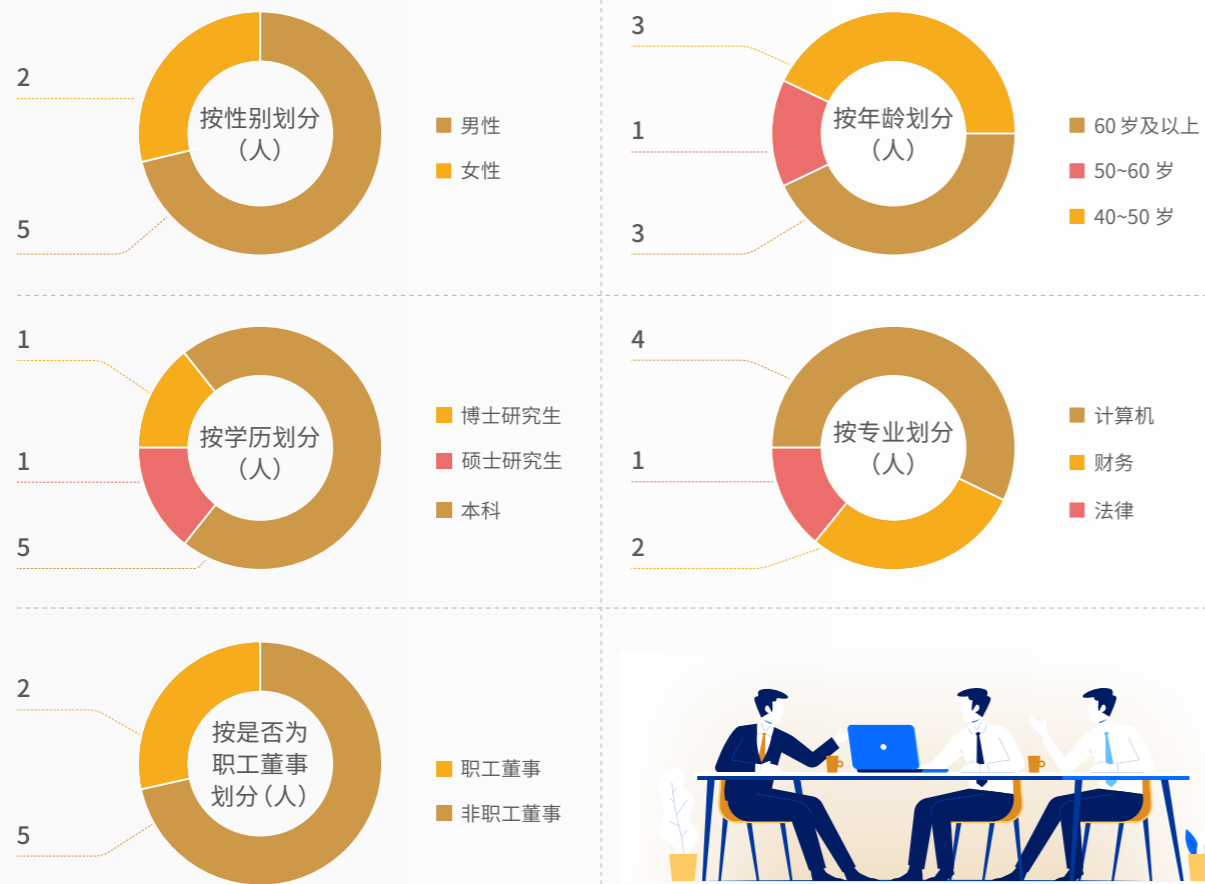 2
5
按性别划分
（人）
男性
女性
3
1
3
按年龄划分
（人）
60 岁及以上
50~60 岁
40~50 岁
1
1
5
按学历划分
（人）
博士研究生
硕士研究生
本科
4
1
2
按专业划分
（人）
计算机
财务
法律
2
5
按是否为
职工董事
划分（人）
职工董事
非职工董事